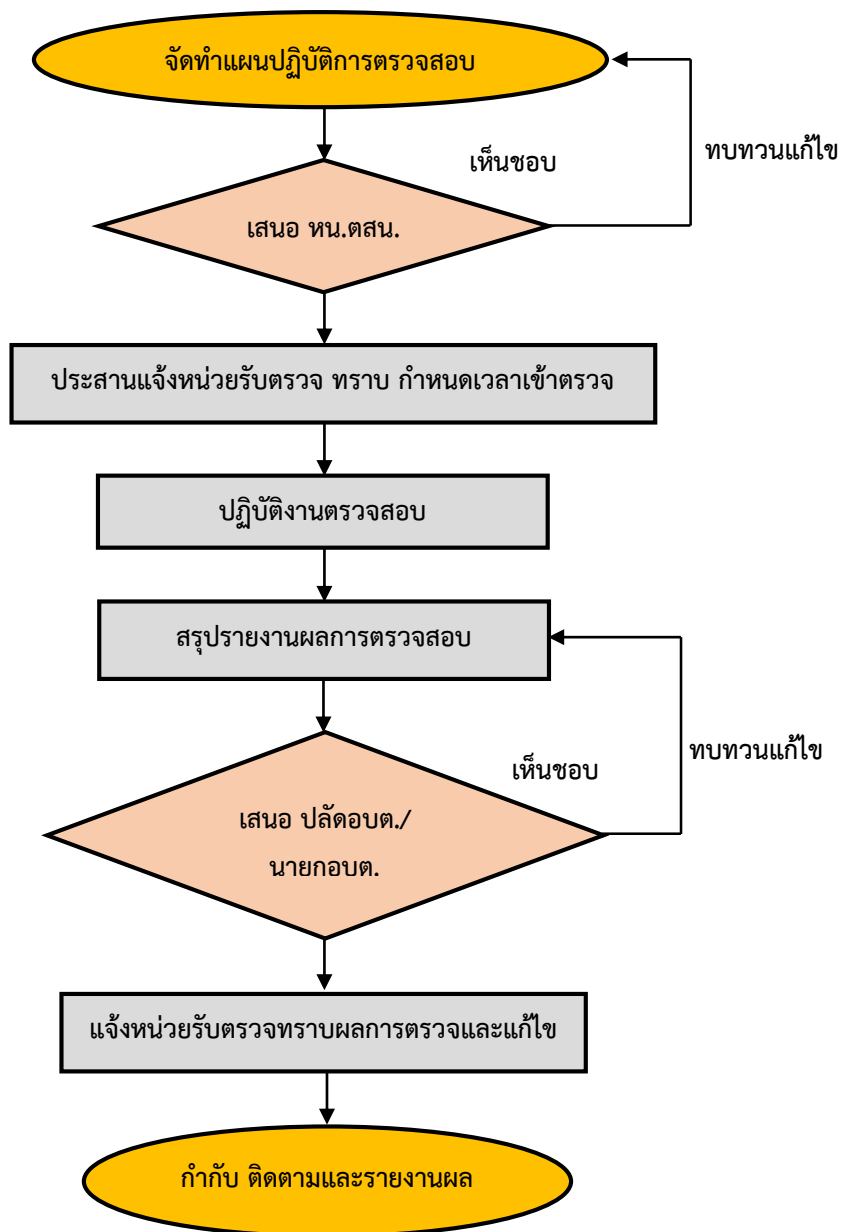 จัดทำแผนปฏิบัติการตรวจสอบ
เห็นชอบ
ทบทวนแก้ไข
เสนอ หน.ตสน.
ประสานแจ้งหน่วยรับตรวจ ทราบ กำหนดเวลาเข้าตรวจ
ปฏิบัติงานตรวจสอบ
สรุปรายงานผลการตรวจสอบ
ทบทวนแก้ไข
เห็นชอบ
เสนอ ปลัดอบต./
นายกอบต.
แจ้งหน่วยรับตรวจทราบผลการตรวจและแก้ไข
กำกับ ติดตามและรายงานผล